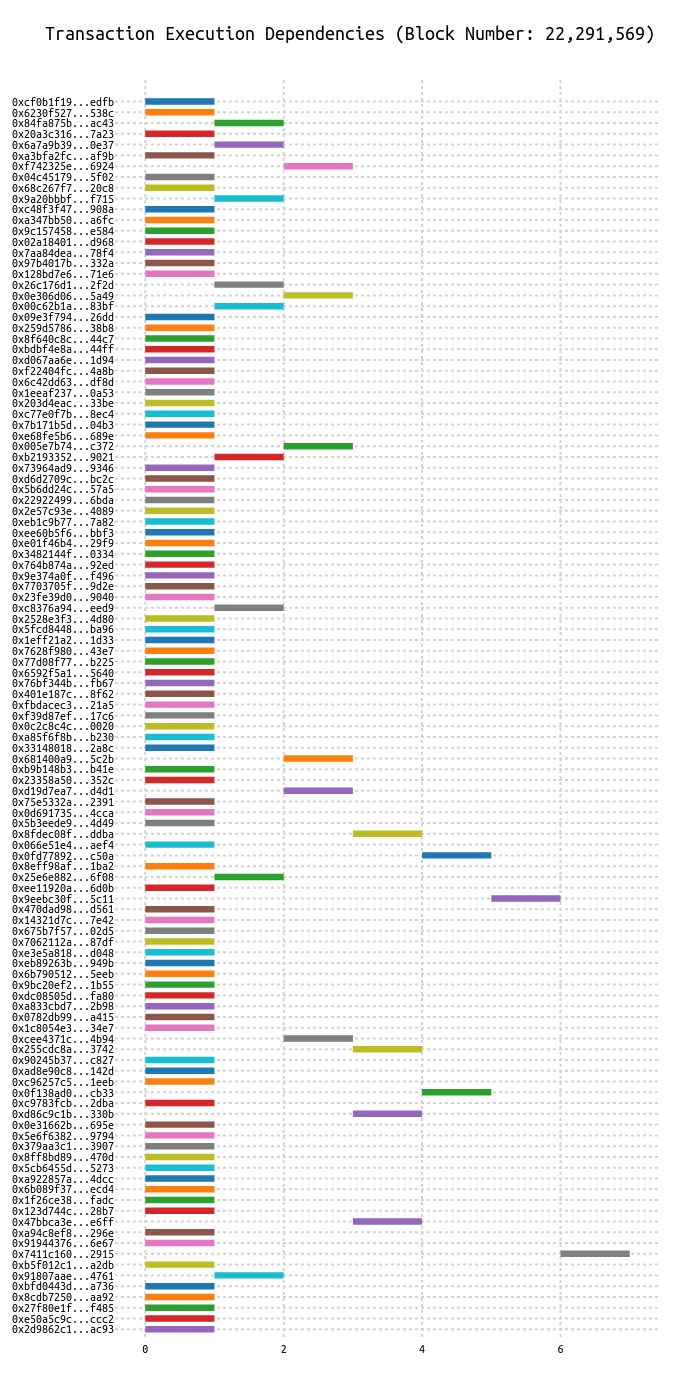 Transaction Execution Dependencies (Block Number: 22,291,569)
0xcf0b1f19...edfb
0x6230f527...538c
0x84fa875b...ac43
0x20a3c316...7a23
0x6a7a9b39...0e37
0xa3bfa2fc...af9b
0xf742325e...6924
0x04c45179...5f02
0x68c267f7...20c8
0x9a20bbbf...f715
0xc48f3f47...908a
0xa347bb50...a6fc
0x9c157458...e584
0x02a18401...d968
0x7aa84dea...78f4
0x97b4017b...332a
0x128bd7e6...71e6
0x26c176d1...2f2d
0x0e306d06...5a49
0x00c62b1a...83bf
0x09e3f794...26dd
0x259d5786...38b8
0x8f640c8c...44c7
0xbdbf4e8a...44ff
0xd067aa6e...1d94
0xf22404fc...4a8b
0x6c42dd63...df8d
0x1eeaf237...0a53
0x203d4eac...33be
0xc77e0f7b...8ec4
0x7b171b5d...04b3
0xe68fe5b6...689e
0x005e7b74...c372
0xb2193352...9021
0x73964ad9...9346
0xd6d2709c...bc2c
0x5b6dd24c...57a5
0x22922499...6bda
0x2e57c93e...4089
0xeb1c9b77...7a82
0xee60b5f6...bbf3
0xe01f46b4...29f9
0x3482144f...0334
0x764b874a...92ed
0x9e374a0f...f496
0x7703705f...9d2e
0x23fe39d0...9040
0xc8376a94...eed9
0x2528e3f3...4d80
0x5fcd8448...ba96
0x1eff21a2...1d33
0x7628f980...43e7
0x77d08f77...b225
0x6592f5a1...5640
0x76bf344b...fb67
0x401e187c...8f62
0xfbdacec3...21a5
0xf39d87ef...17c6
0x0c2c8c4c...0020
0xa85f6f8b...b230
0x33148018...2a8c
0x681400a9...5c2b
0xb9b148b3...b41e
0x23358a50...352c
0xd19d7ea7...d4d1
0x75e5332a...2391
0x0d691735...4cca
0x5b3eede9...4d49
0x8fdec08f...ddba
0x066e51e4...aef4
0x0fd77892...c50a
0x8eff98af...1ba2
0x25e6e882...6f08
0xee11920a...6d0b
0x9eebc30f...5c11
0x470dad98...d561
0x14321d7c...7e42
0x675b7f57...02d5
0x7062112a...87df
0xe3e5a818...d048
0xeb89263b...949b
0x6b790512...5eeb
0x9bc20ef2...1b55
0xdc08505d...fa80
0xa833cbd7...2b98
0x0782db99...a415
0x1c8054e3...34e7
0xcee4371c...4b94
0x255cdc8a...3742
0x90245b37...c827
0xad8e90c8...142d
0xc96257c5...1eeb
0x0f138ad0...cb33
0xc9783fcb...2dba
0xd86c9c1b...330b
0x0e31662b...695e
0x5e6f6382...9794
0x379aa3c1...3907
0x8ff8bd89...470d
0x5cb6455d...5273
0xa922857a...4dcc
0x6b089f37...ecd4
0x1f26ce38...fadc
0x123d744c...28b7
0x47bbca3e...e6ff
0xa94c8ef8...296e
0x91944376...6e67
0x7411c160...2915
0xb5f012c1...a2db
0x91807aae...4761
0xbfd0443d...a736
0x8cdb7250...aa92
0x27f80e1f...f485
0xe50a5c9c...ccc2
0x2d9862c1...ac93
0 2 4 6